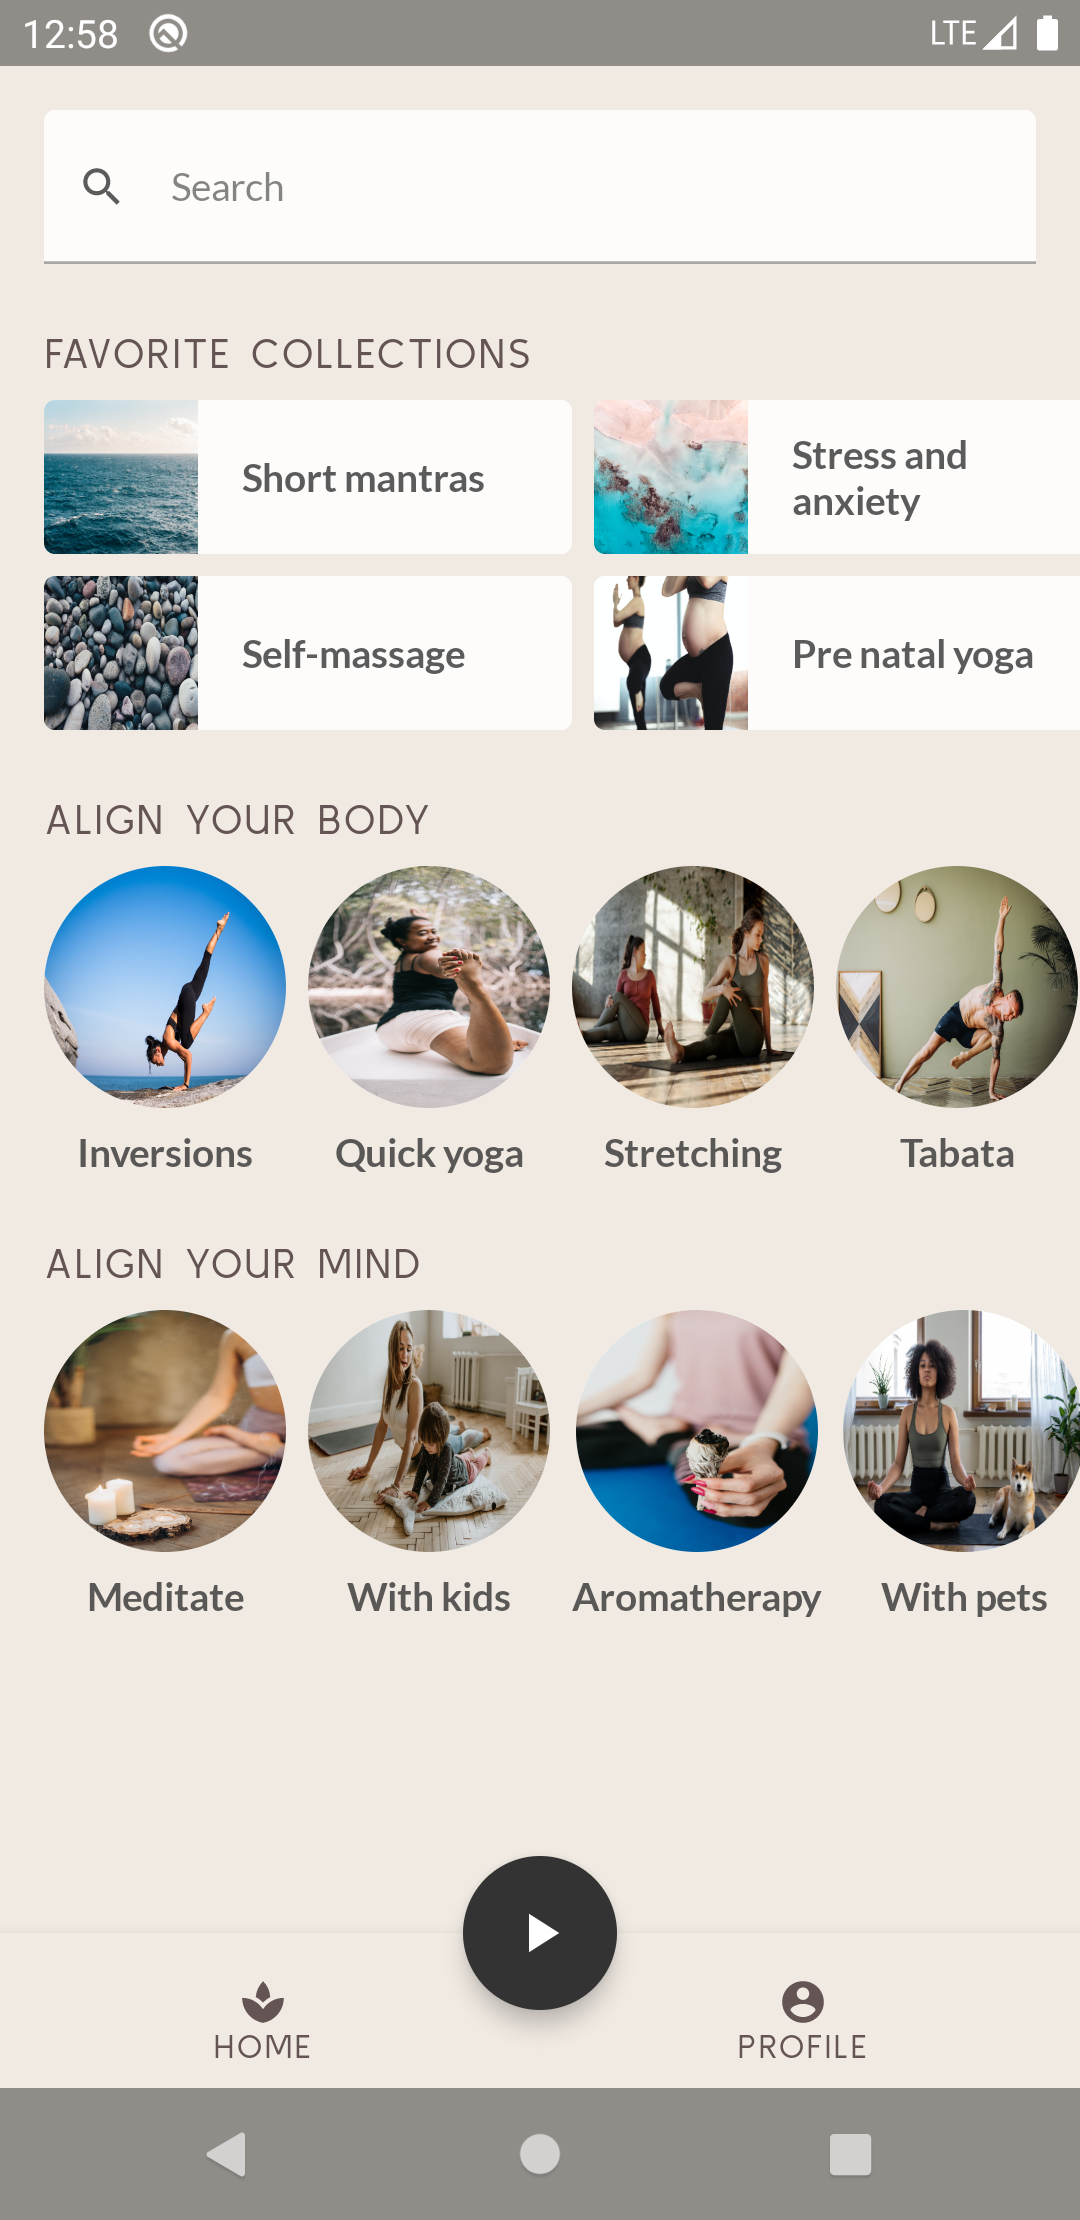 12:58
LTE
Search
FAVORITE COLLECTIONS
Short mantras
Stress and
anxiety
Self-massage
Pre natal yoga
ALIGN YOUR BODY
Inversions
Quick yoga
Stretching
Tabata
ALIGN YOUR MIND
Meditate
With kids
Aromatherapy
With pets
HOME
PROFILE